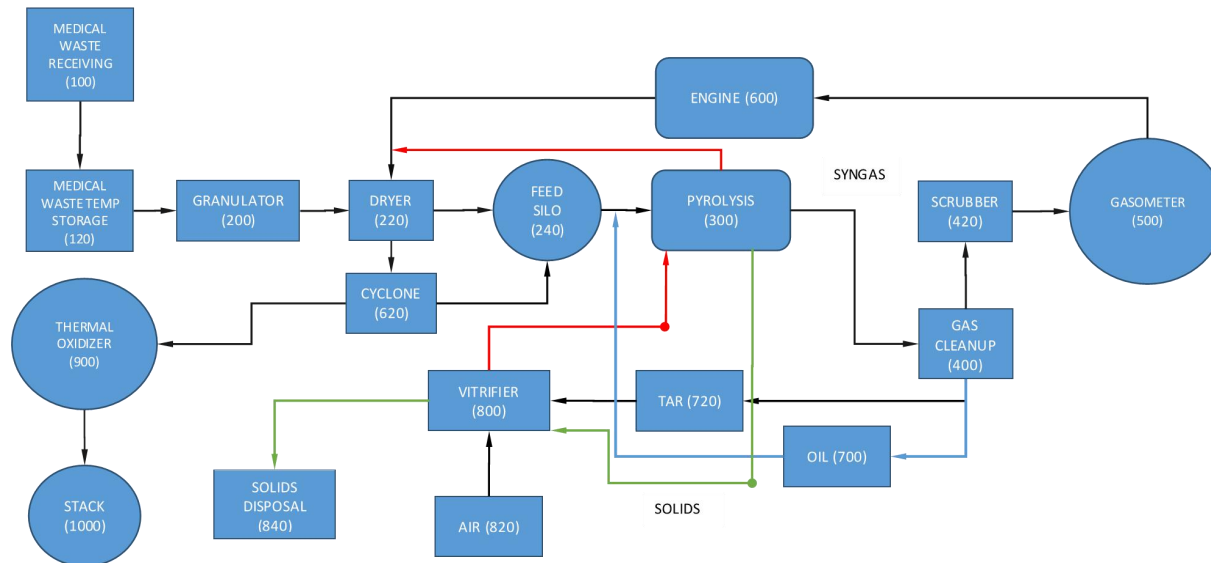 MEDICAL
WASTE
RECEIVING
(100)
ENGINE (600)
MEDICAL
WASTE TEMP
STORAGE
(120)
GRANULATOR
(200)
DRYER
(220)
FEED
SILO
(240)
PYROLYSIS
(300)
SYNGAS
SCRUBBER
(420)
GASOMETER
(500)
CYCLONE
(620)
THERMAL
OXIDIZER
(900)
GAS
CLEANUP
(400)
VITRIFIER
(800)
TAR (720)
OIL (700)
SOLIDS
DISPOSAL
(840)
AIR (820)
SOLIDS
STACK
(1000)